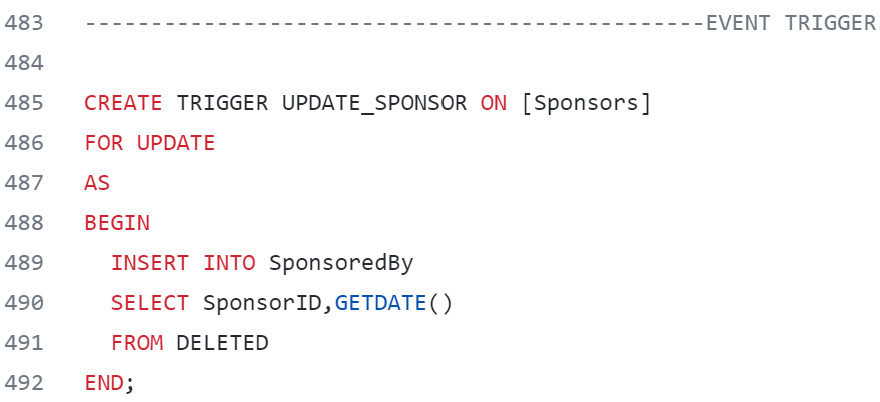 483 -----------------------------------------------EVENT TRIGGER
484
485 CREATE TRIGGER UPDATE_SPONSOR ON [Sponsors]
486 FOR UPDATE
487 AS
488 BEGIN
489 INSERT INTO SponsoredBy
490 SELECT SponsorID,GETDATE()
491 FROM DELETED
492 END;